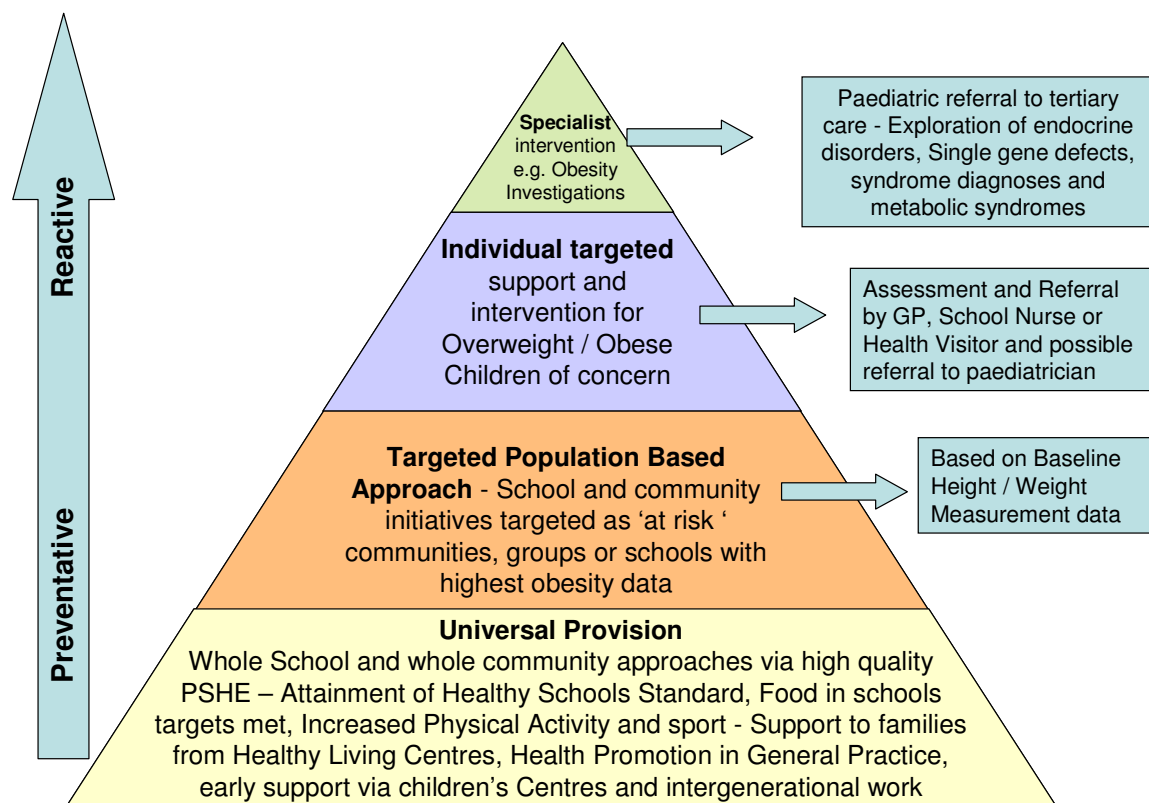 Reactive
Preventative
Specialist
intervention
e.g. Obesity
Investigations
Paediatric referral to tertiary
care - Exploration of endocrine
disorders, Single gene defects,
syndrome diagnoses and
metabolic syndromes
Individual targeted
support and
intervention for
Overweight / Obese
Children of concern
Assessment and Referral
by GP, School Nurse or
Health Visitor and possible
referral to paediatrician
Targeted Population Based
Approach - School and community
initiatives targeted as ‘at risk ‘
communities, groups or schools with
highest obesity data
Based on Baseline
Height / Weight
Measurement data
Universal Provision
Whole School and whole community approaches via high quality
PSHE – Attainment of Healthy Schools Standard, Food in schools
targets met, Increased Physical Activity and sport - Support to families
from Healthy Living Centres, Health Promotion in General Practice,
early support via children’s Centres and intergenerational work